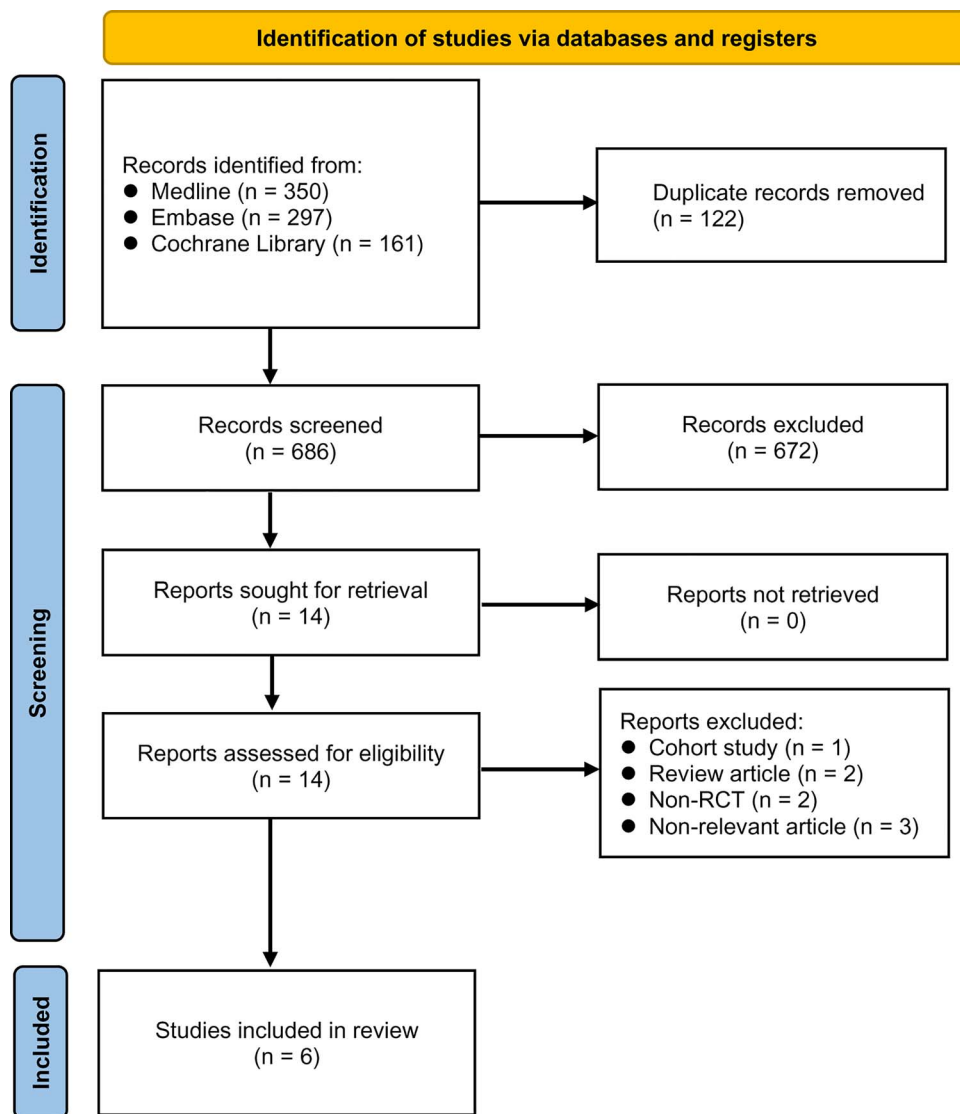 Identification of studies via databases and registers
Identification
Records identified from:
● Medline (n = 350)
● Embase (n = 297)
● Cochrane Library (n = 161)
Duplicate records removed
(n = 122)
Screening
Records screened
(n = 686)
Records excluded
(n = 672)
Reports sought for retrieval
(n = 14)
Reports not retrieved
(n = 0)
Reports assessed for eligibility
(n = 14)
Reports excluded:
● Cohort study (n = 1)
● Review article (n = 2)
● Non-RCT (n = 2)
● Non-relevant article (n = 3)
Included
Studies included in review
(n = 6)